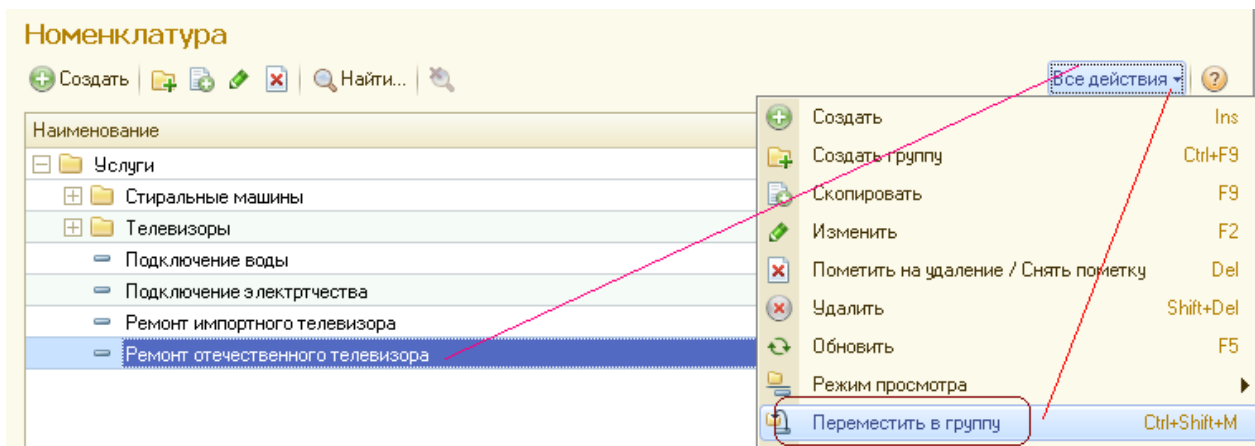 Номенклатура
Создать Найти... Все действия
Наименование
Услуги
Стиральные машины
Телевизоры
Подключение воды
Подключение электртчества
Ремонт импортного телевизора
Ремонт отечественного телевизора
Создать Ins
Создать группу Ctrl+F9
Скопировать F9
Изменить F2
Пометить на удаление / Снять пометку Del
Удалить Shift+Del
Обновить F5
Режим просмотра
Переместить в группу Ctrl+Shift+M